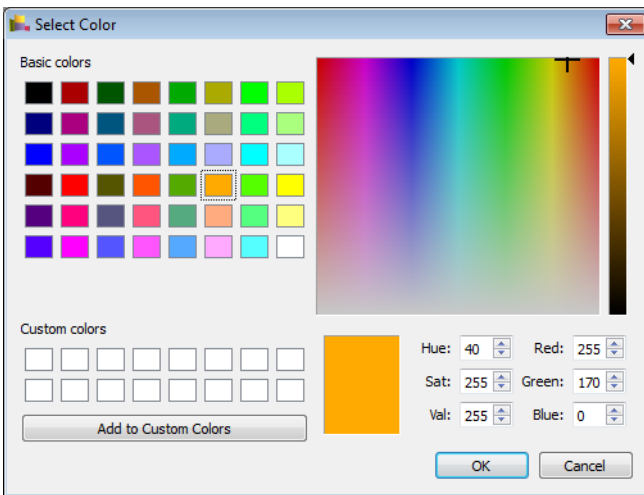 Select Color
Basic colors
Custom colors
Add to Custom Colors
Hue: 40 Red: 255
Sat: 255 Green: 170
Val: 255 Blue: 0
OK Cancel